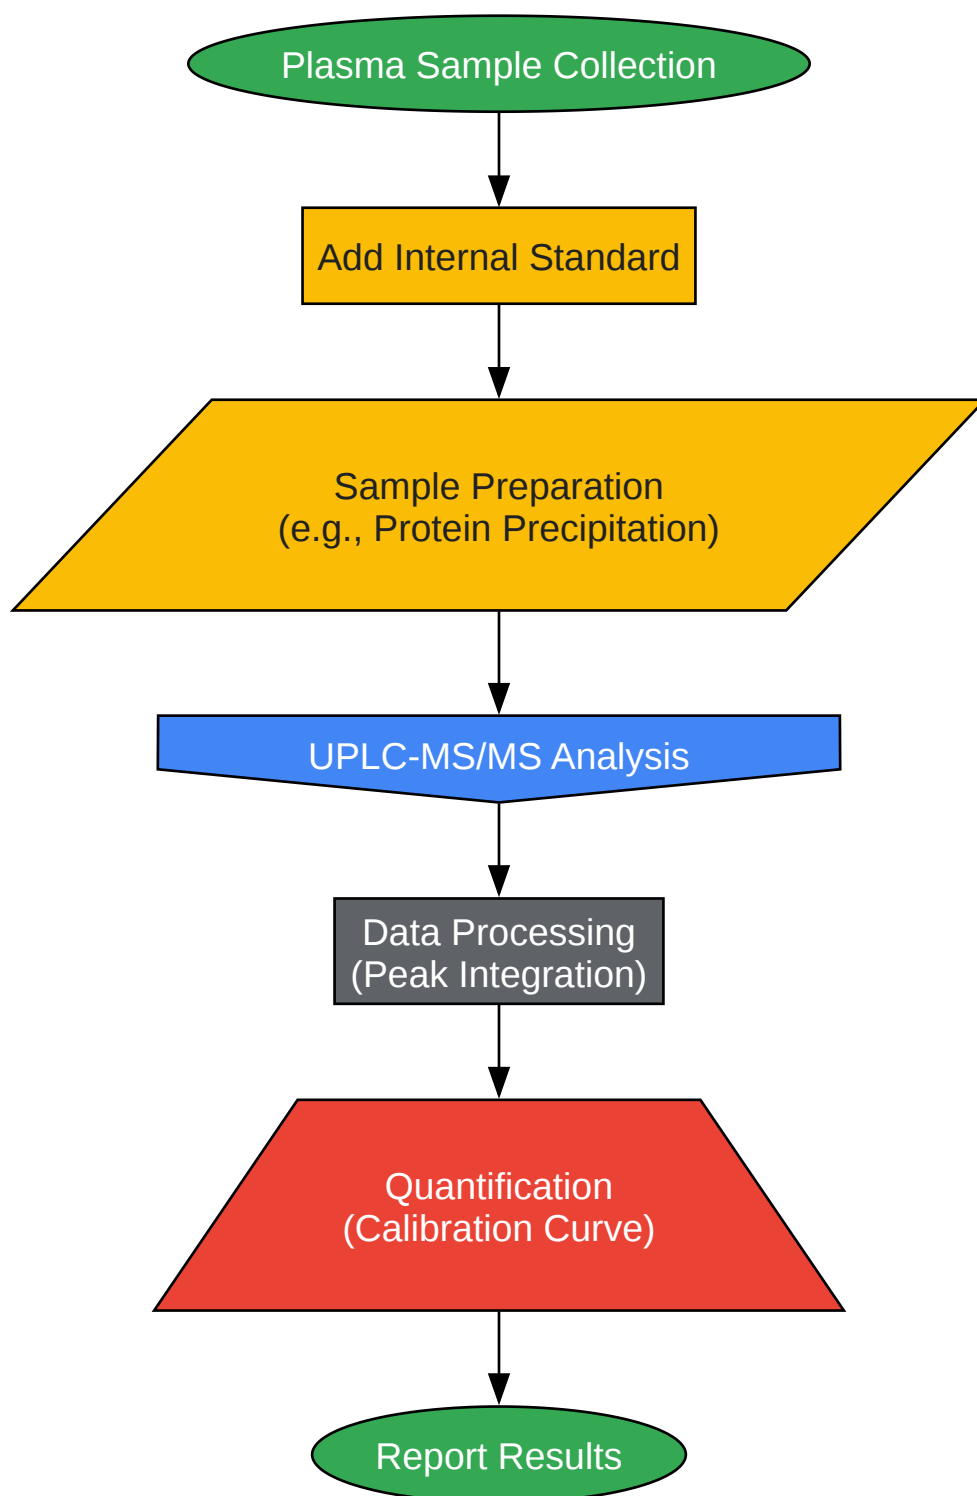 Plasma Sample Collection
Add Internal Standard
Sample Preparation
(e.g., Protein Precipitation)
UPLC-MS/MS Analysis
Data Processing
(Peak Integration)
Quantification
(Calibration Curve)
Report Results